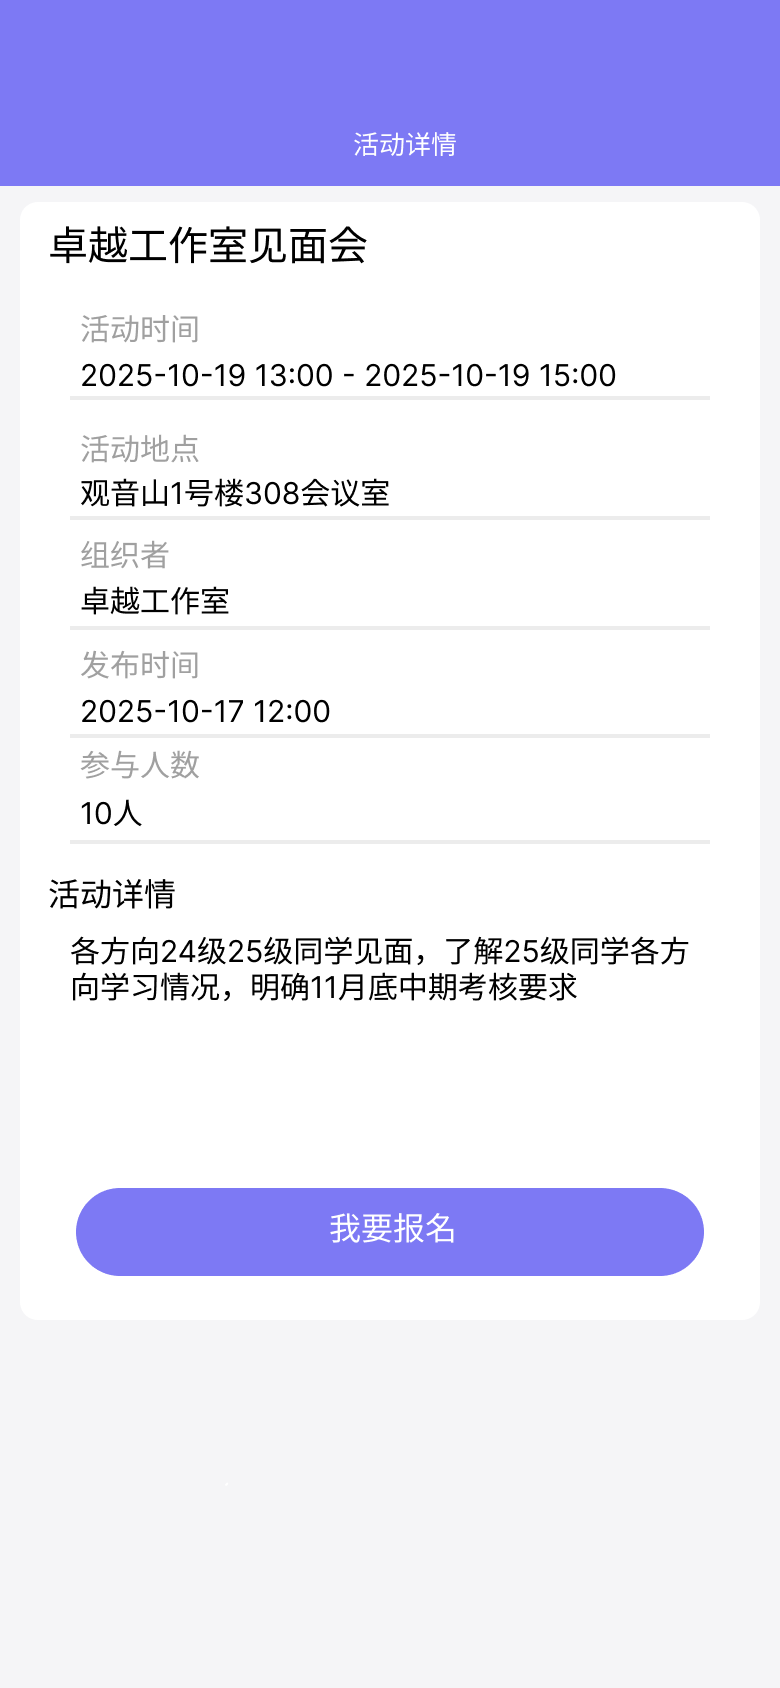 活动详情
卓越工作室见面会
活动时间
2025-10-19 13:00 - 2025-10-19 15:00
活动地点
观音山1号楼308会议室
组织者
卓越工作室
发布时间
2025-10-17 12:00
参与人数
10人
活动详情
各方向24级25级同学见面，了解25级同学各方
向学习情况，明确11月底中期考核要求
我要报名